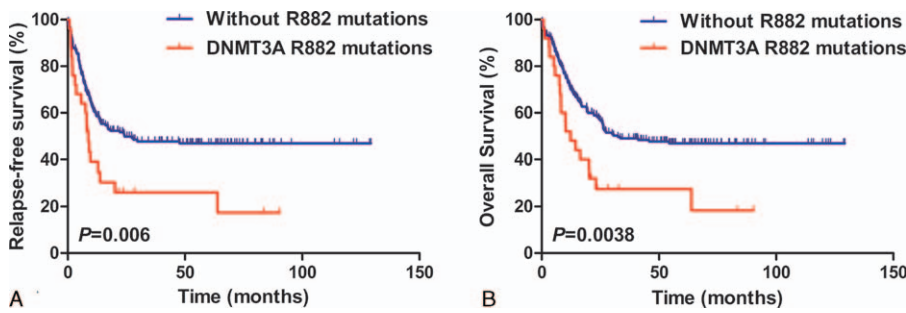 Without R882 mutations
DNMT3A R882 mutations
Relapse-free survival (%)
100
80
60
40
20
0
P=0.006
0 50 100 150
Time (months)
A
Without R882 mutations
DNMT3A R882 mutations
Overall Survival (%)
100
80
60
40
20
0
P=0.0038
0 50 100 150
Time (months)
B